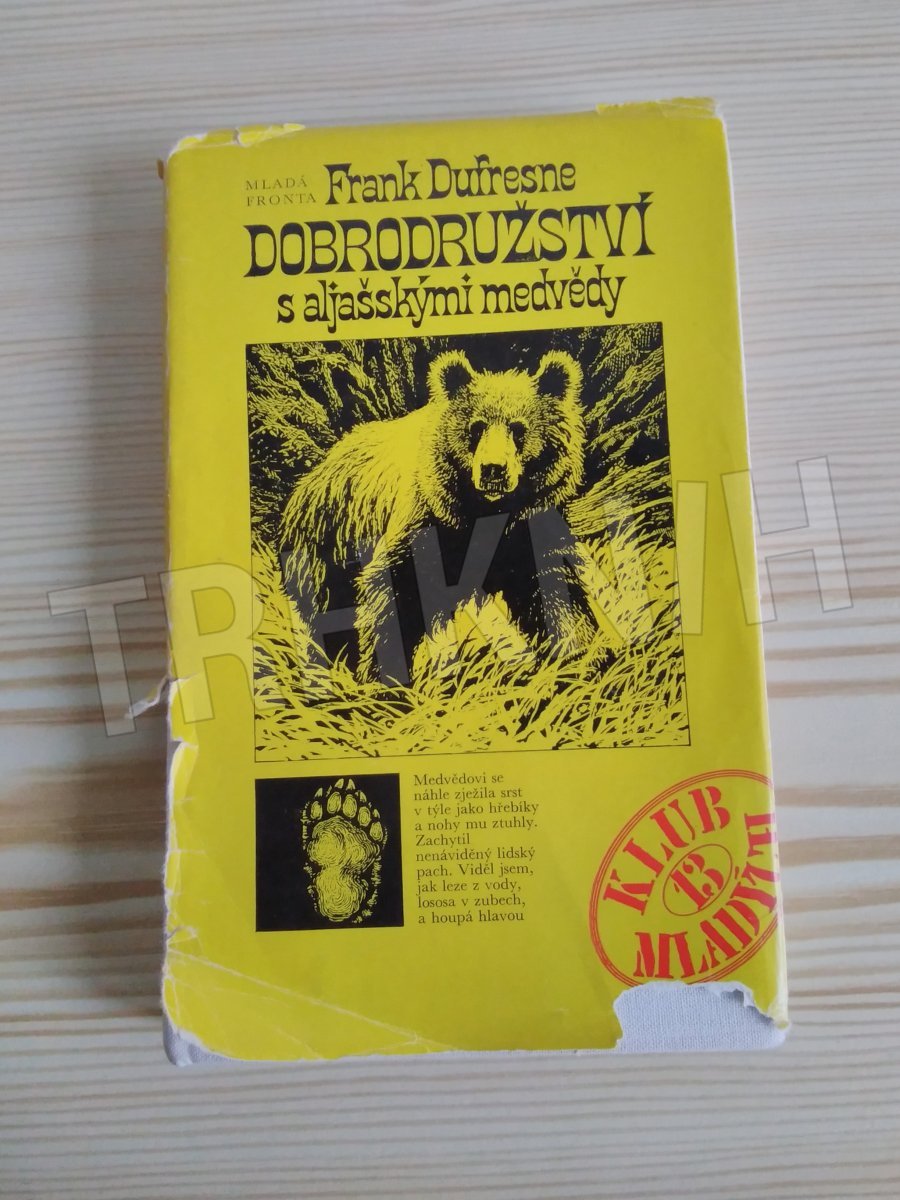 MLADÁ
FRONTA
Frank Dufresne
DOBRODRUŽSTVÍ
s aljašskými medvědy
TRHKNIH
Medvědovi se
náhle zježila srst
v týle jako hřebíky
a nohy mu ztuhly.
Zachytil
nenáviděný lidský
pach. Viděl jsem,
jak leze z vody,
lososa v zubech,
a houpá hlavou
KLUB
13
MLADÝCH